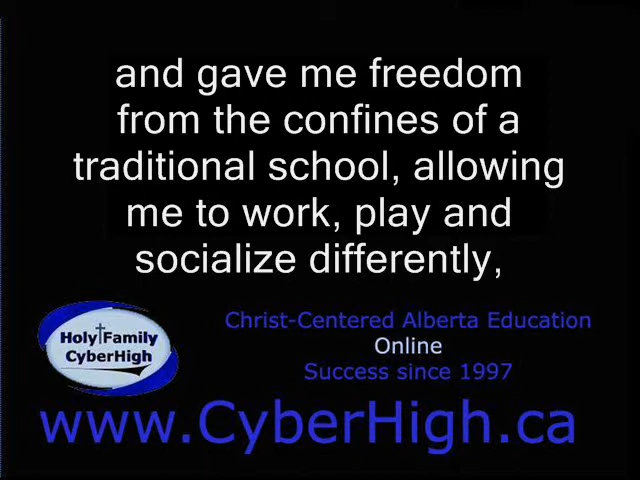 and gave me freedom
from the confines of a
traditional school, allowing
me to work, play and
socialize differently,
Holy Family
CyberHigh
Christ-Centered Alberta Education
Online
Success since 1997
www.CyberHigh.ca